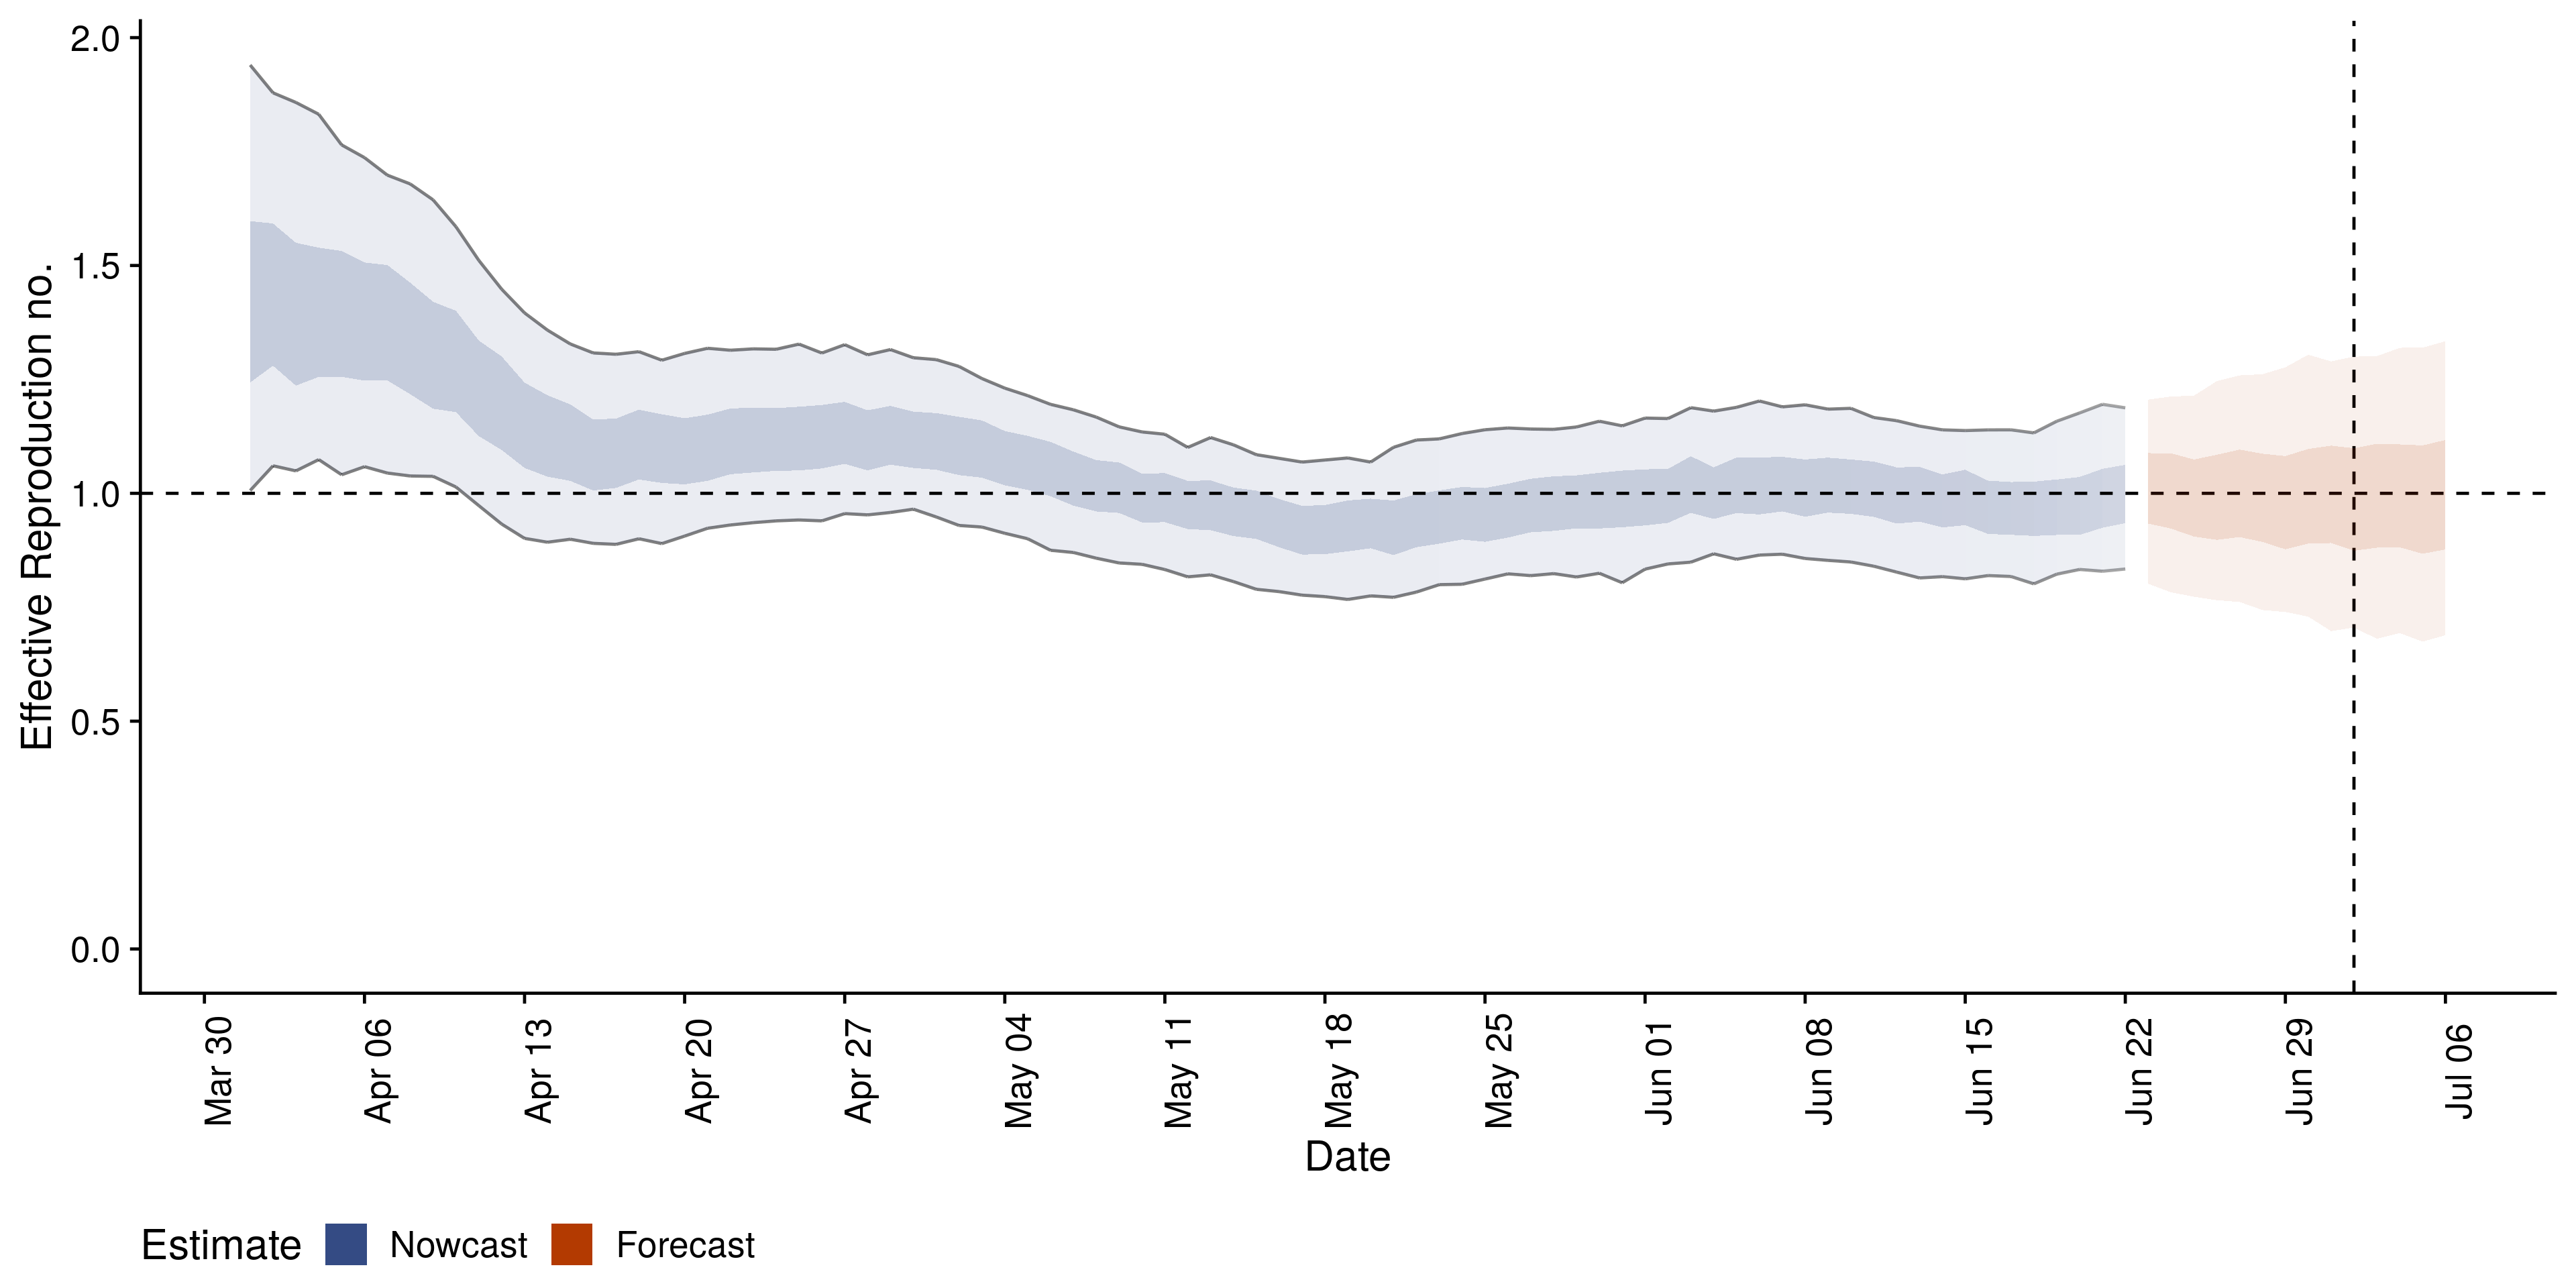 Effective Reproduction no.
2.0
1.5
1.0
0.5
0.0
Mar 30
Apr 06
Apr 13
Apr 20
Apr 27
May 04
May 11
May 18
May 25
Jun 01
Jun 08
Jun 15
Jun 22
Jun 29
Jul 06
Date
Estimate Nowcast Forecast